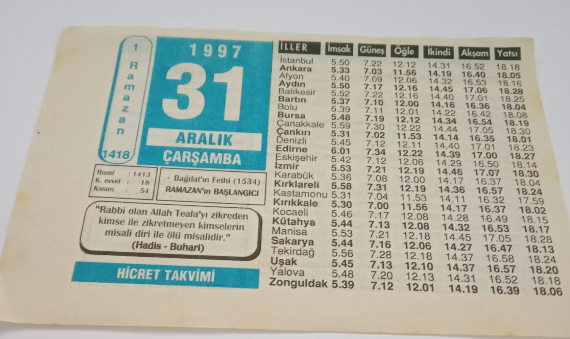 1
Ramazan
1418
1997
31
ARALIK
ÇARŞAMBA
Rumi : 1413
K. evvel : 18
Kasım : 54
· Bağdat'ın Fethi (1534)
RAMAZAN'ın BAŞLANGICI
"Rabbi olan Allah Teala'yı zikreden
kimse ile zikretmeyen kimselerin
misali diri ile ölü misalidir."
(Hadis - Buhari)
HİCRET TAKVİMİ
İLLER İmsak Güneş Öğle İkindi Akşam Yatsı
İstanbul 5.50 7.22 12.12 14.31 16.52 18.18
Ankara 5.33 7.03 11.56 14.19 16.40 18.05
Afyon 5.40 7.09 12.06 14.32 16.53 18.16
Aydın 5.50 7.17 12.16 14.45 17.06 18.28
Balıkesir 5.52 7.22 12.16 14.40 17.01 18.25
Bartın 5.37 7.10 12.00 14.16 16.36 18.04
Bolu 5.39 7.11 12.01 14.22 16.42 18.08
Bursa 5.48 7.19 12.12 14.34 16.54 18.19
Çanakkale 5.59 7.30 12.22 14.44 17.05 18.30
Çankırı 5.31 7.02 11.53 14.14 16.35 18.01
Denizli 5.45 7.12 12.11 14.40 17.01 18.23
Edirne 6.01 7.34 12.22 14.39 17.00 18.27
Eskişehir 5.42 7.12 12.06 14.29 16.50 18.14
İzmir 5.53 7.21 12.19 14.46 17.07 18.30
Karabük 5.36 7.08 12.00 14.17 16.37 18.04
Kırklareli 5.58 7.31 12.19 14.36 16.57 18.24
Kastamonu 5.31 7.04 11.53 14.11 16.32 17.59
Kırıkkale 5.30 7.00 11.56 14.17 16.37 18.02
Kocaeli 5.46 7.17 12.08 14.28 16.49 18.15
Kütahya 5.44 7.13 12.08 14.32 16.53 18.17
Manisa 5.53 7.21 12.18 14.45 17.05 18.28
Sakarya 5.44 7.16 12.06 14.27 16.47 18.13
Tekirdağ 5.56 7.28 12.18 14.37 16.58 18.24
Uşak 5.45 7.13 12.10 14.37 16.57 18.20
Yalova 5.48 7.20 12.13 14.31 16.52 18.18
Zonguldak 5.39 7.12 12.01 14.19 16.39 18.06